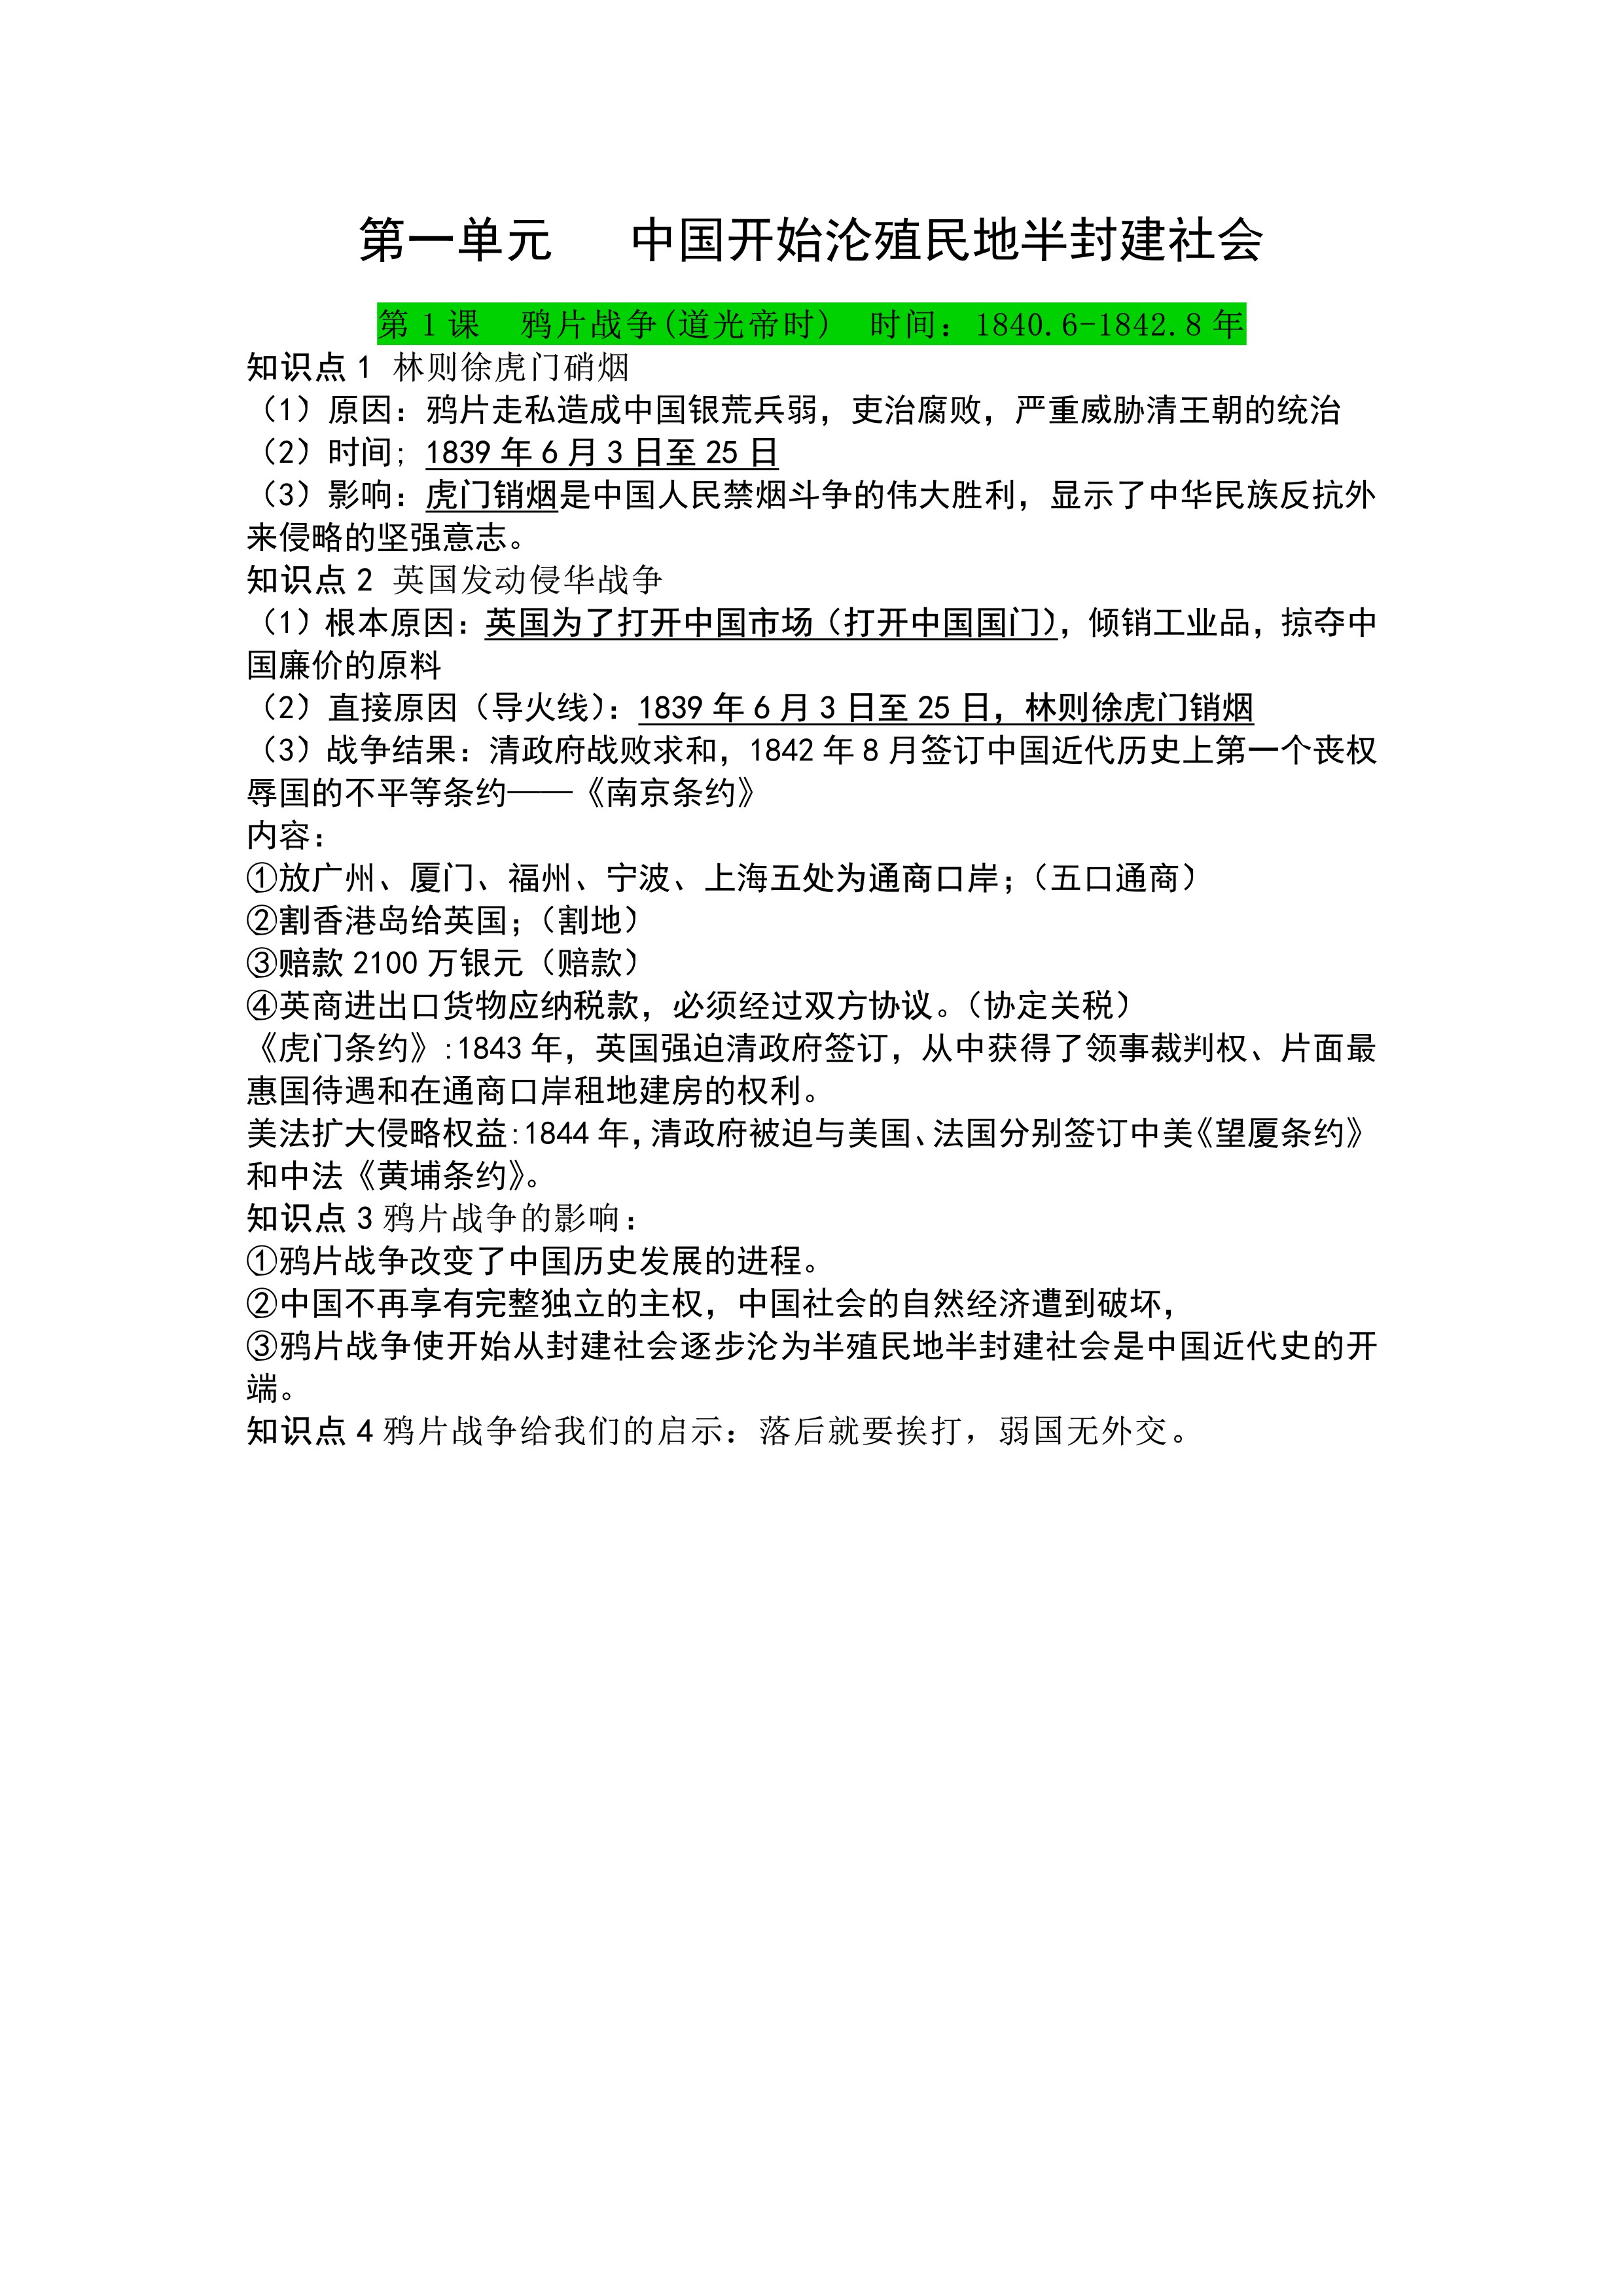 第一单元　　中国开始沦殖民地半封建社会
第 1 课　鸦片战争(道光帝时)　时间：1840.6-1842.8 年
知识点 1 林则徐虎门硝烟
（1）原因：鸦片走私造成中国银荒兵弱，吏治腐败，严重威胁清王朝的统治
（2）时间; 1839 年 6 月 3 日至 25 日
（3）影响：虎门销烟是中国人民禁烟斗争的伟大胜利，显示了中华民族反抗外
来侵略的坚强意志。
知识点 2 英国发动侵华战争
（1）根本原因：英国为了打开中国市场（打开中国国门），倾销工业品，掠夺中
国廉价的原料
（2）直接原因（导火线）：1839 年 6 月 3 日至 25 日，林则徐虎门销烟
（3）战争结果：清政府战败求和，1842 年 8 月签订中国近代历史上第一个丧权
辱国的不平等条约——《南京条约》
内容：
①放广州、厦门、福州、宁波、上海五处为通商口岸；（五口通商）
②割香港岛给英国；（割地）
③赔款 2100 万银元（赔款）
④英商进出口货物应纳税款，必须经过双方协议。（协定关税）
《虎门条约》:1843 年，英国强迫清政府签订，从中获得了领事裁判权、片面最
惠国待遇和在通商口岸租地建房的权利。
美法扩大侵略权益:1844 年，清政府被迫与美国、法国分别签订中美《望厦条约》
和中法《黄埔条约》。
知识点 3 鸦片战争的影响：
①鸦片战争改变了中国历史发展的进程。
②中国不再享有完整独立的主权，中国社会的自然经济遭到破坏，
③鸦片战争使开始从封建社会逐步沦为半殖民地半封建社会是中国近代史的开
端。
知识点 4 鸦片战争给我们的启示：落后就要挨打，弱国无外交。